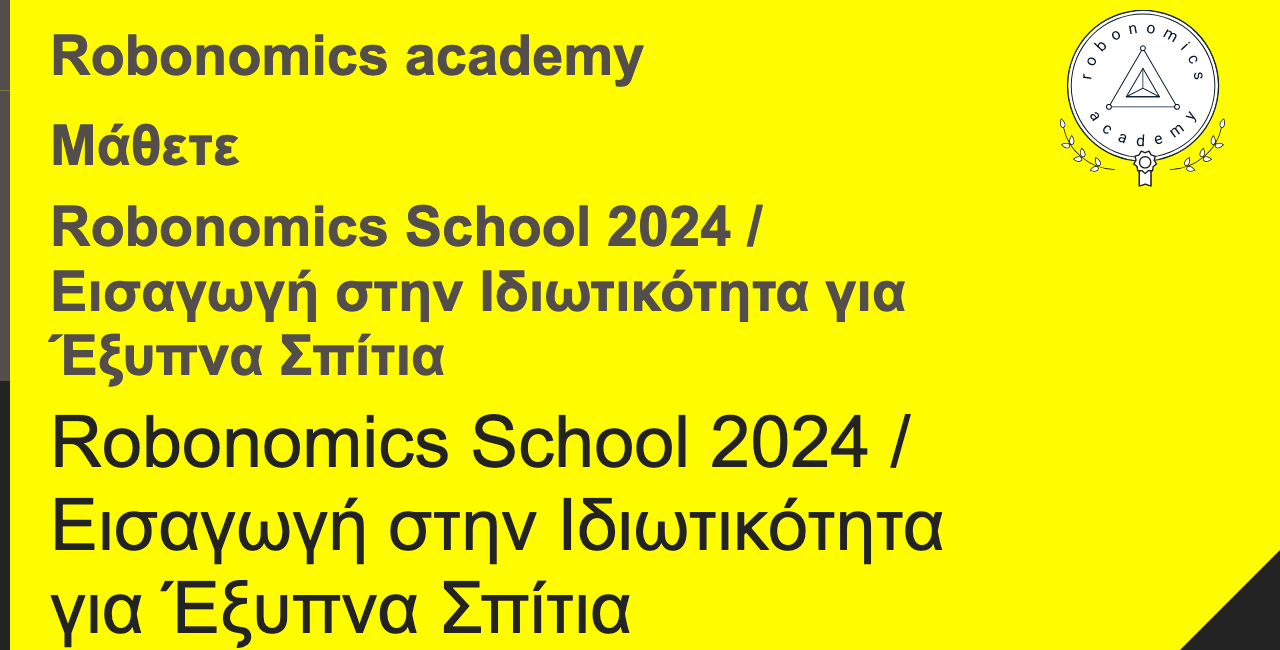 Robonomics academy
robonomics
academy
Μάθετε
Robonomics School 2024 /
Εισαγωγή στην Ιδιωτικότητα για
Έξυπνα Σπίτια
Robonomics School 2024 /
Εισαγωγή στην Ιδιωτικότητα
για Έξυπνα Σπίτια